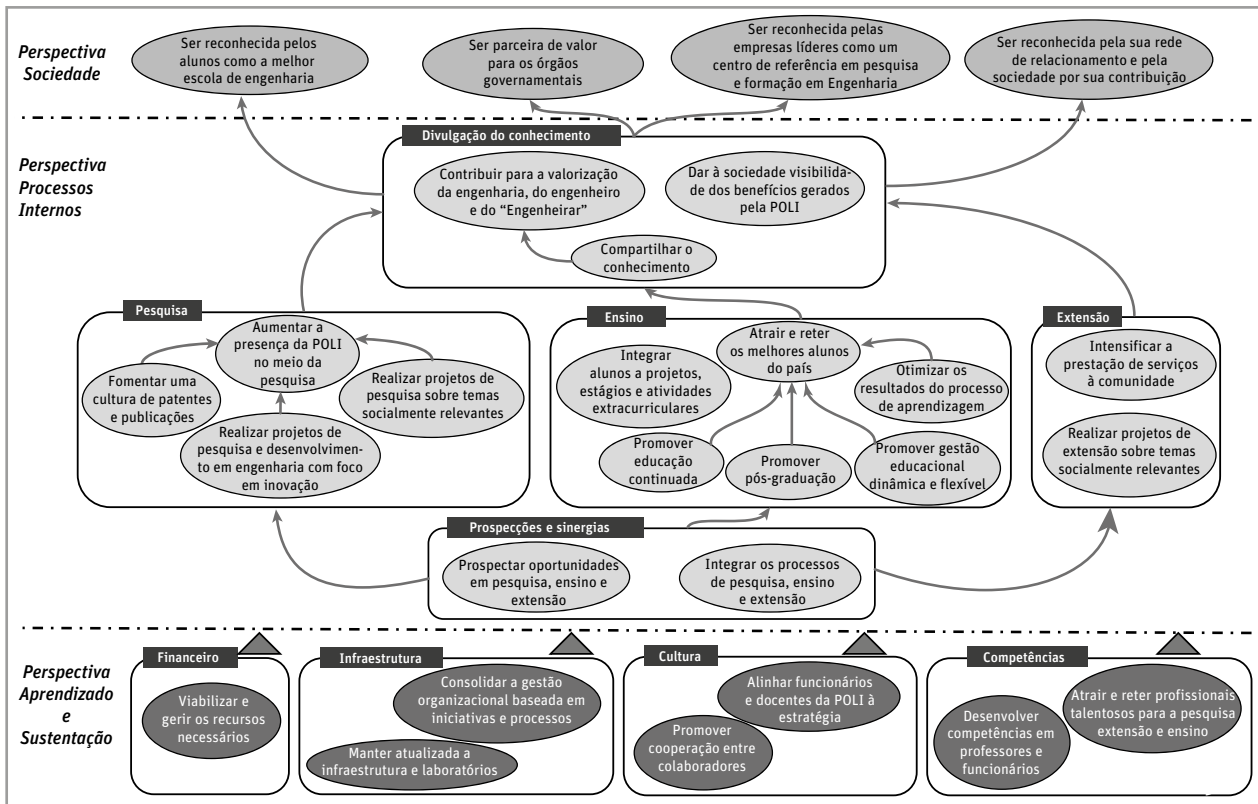 Perspectiva
Sociedade
Ser reconhecida pelos
alunos como a melhor
escola de engenharia
Ser parceira de valor
para os órgãos
governamentais
Ser reconhecida pelas
empresas líderes como um
centro de referência em pesquisa
e formação em Engenharia
Ser reconhecida pela sua rede
de relacionamento e pela
sociedade por sua contribuição
Perspectiva
Processos
Internos
Divulgação do conhecimento
Contribuir para a valorização
da engenharia, do engenheiro
e do “Engenheirar”
Dar à sociedade visibilida-
de dos benefícios gerados
pela POLI
Compartilhar o
conhecimento
Pesquisa
Aumentar a
presença da POLI
no meio da
pesquisa
Fomentar uma
cultura de patentes
e publicações
Realizar projetos de
pesquisa sobre temas
socialmente relevantes
Realizar projetos de
pesquisa e desenvolvimen-
to em engenharia com foco
em inovação
Ensino
Atrair e reter
os melhores alunos
do país
Integrar
alunos a projetos,
estágios e atividades
extracurriculares
Otimizar os
resultados do processo
de aprendizagem
Promover
educação
continuada
Promover
pós-graduação
Promover gestão
educacional
dinâmica e flexível
Extensão
Intensificar a
prestação de serviços
à comunidade
Realizar projetos de
extensão sobre temas
socialmente relevantes
Prospecções e sinergias
Prospectar oportunidades
em pesquisa, ensino e
extensão
Integrar os processos
de pesquisa, ensino
e extensão
Perspectiva
Aprendizado
e
Sustentação
Financeiro
Viabilizar e
gerir os recursos
necessários
Infraestrutura
Consolidar a gestão
organizacional baseada em
iniciativas e processos
Manter atualizada a
infraestrutura e laboratórios
Cultura
Alinhar funcionários
e docentes da POLI à
estratégia
Promover
cooperação entre
colaboradores
Competências
Atrair e reter profissionais
talentosos para a pesquisa
extensão e ensino
Desenvolver
competências em
professores e
funcionários